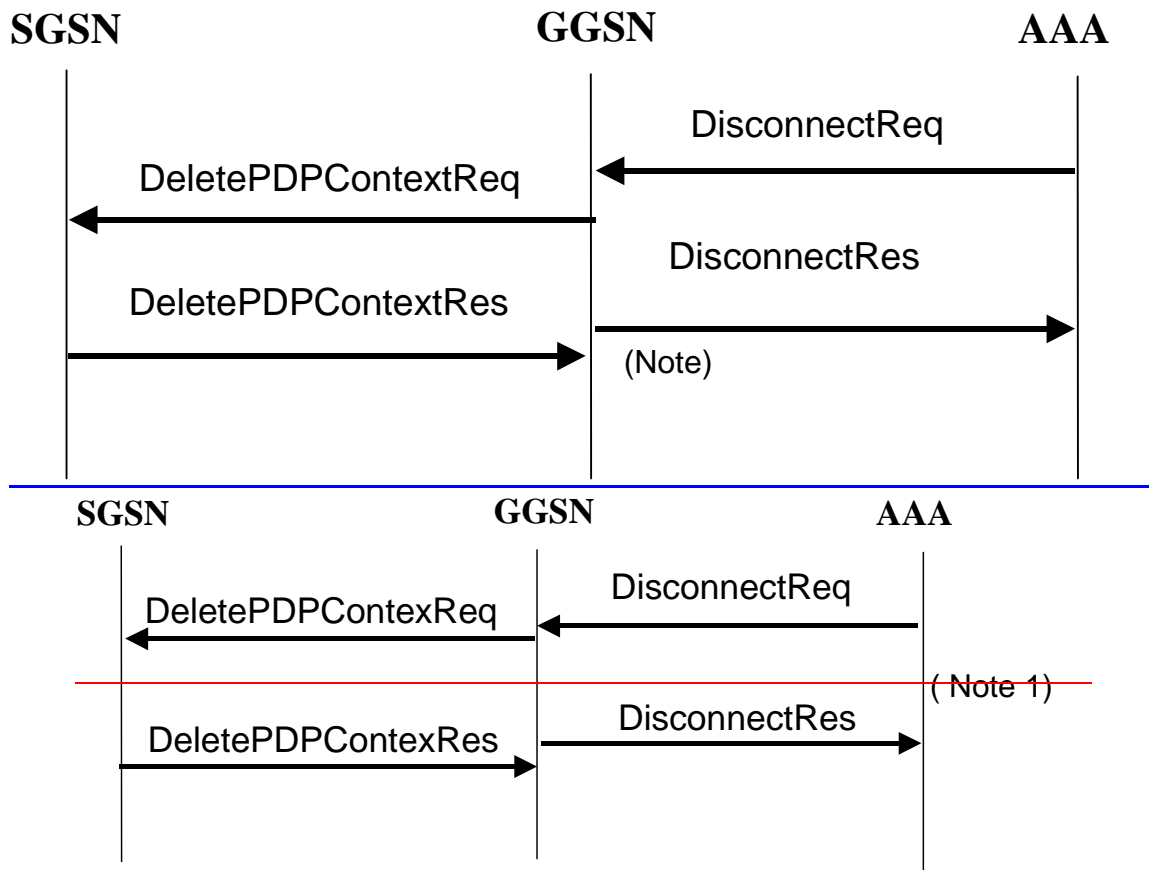 SGSN GGSN AAA
DisconnectReq
DeletePDPContextReq
DisconnectRes
DeletePDPContextRes
(Note)
SGSN GGSN AAA
DisconnectReq
DeletePDPContexReq
( Note 1)
DisconnectRes
DeletePDPContexRes